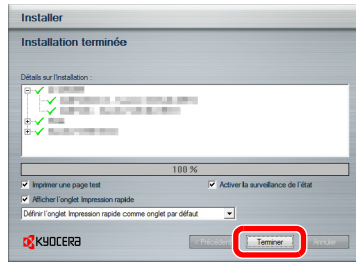 Installer
Installation terminée
Détails sur l'installation :
100 %
Imprimer une page test
Activer la surveillance de l'état
Afficher l'onglet Impression rapide
Définir l'onglet Impression rapide comme onglet par défaut
KYOCERA
< Précédent
Terminer
Annuler